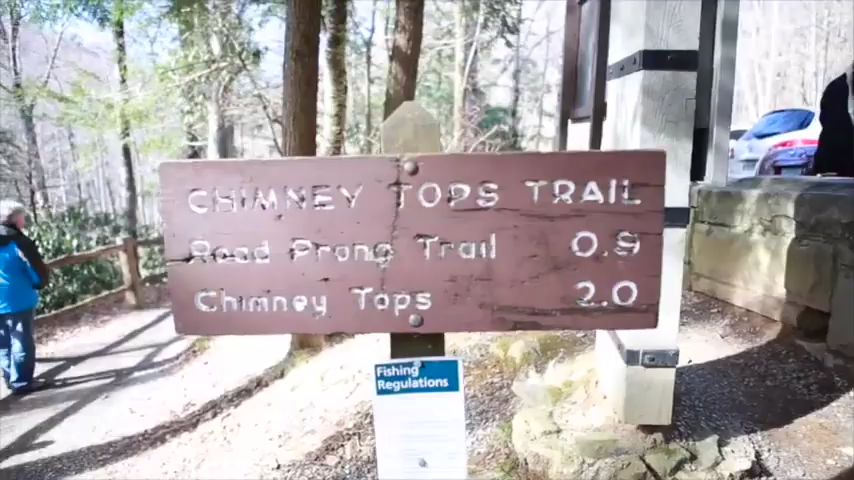 CHIMNEY TOPS TRAIL
Road Prong Trail 0.9
Chimney Tops 2.0
Fishing
Regulations